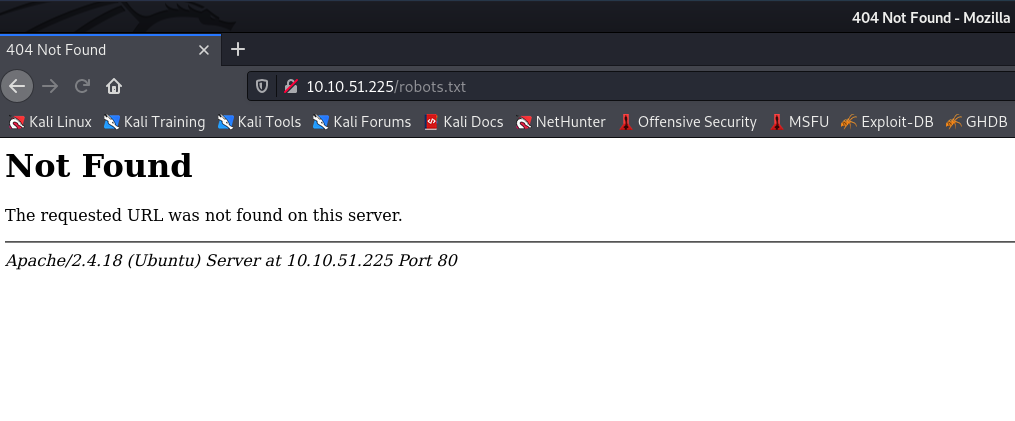 404 Not Found - Mozilla
404 Not Found
10.10.51.225/robots.txt
Kali Linux Kali Training Kali Tools Kali Forums Kali Docs NetHunter Offensive Security MSFU Exploit-DB GHDB
Not Found
The requested URL was not found on this server.
Apache/2.4.18 (Ubuntu) Server at 10.10.51.225 Port 80